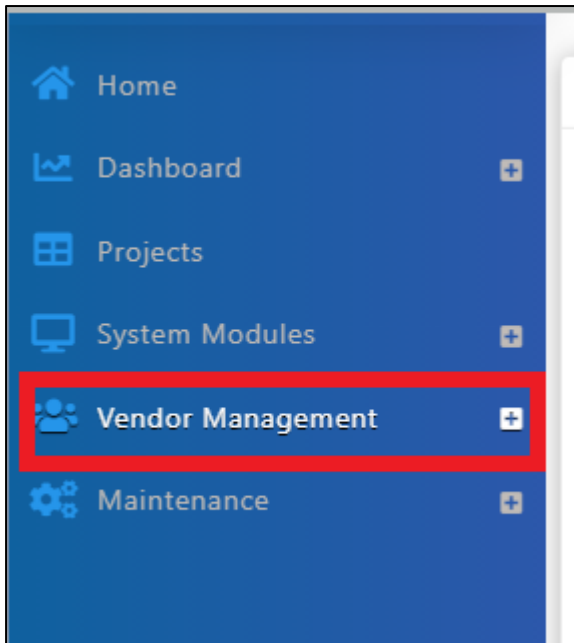 Home
Dashboard
Projects
System Modules
Vendor Management
Maintenance